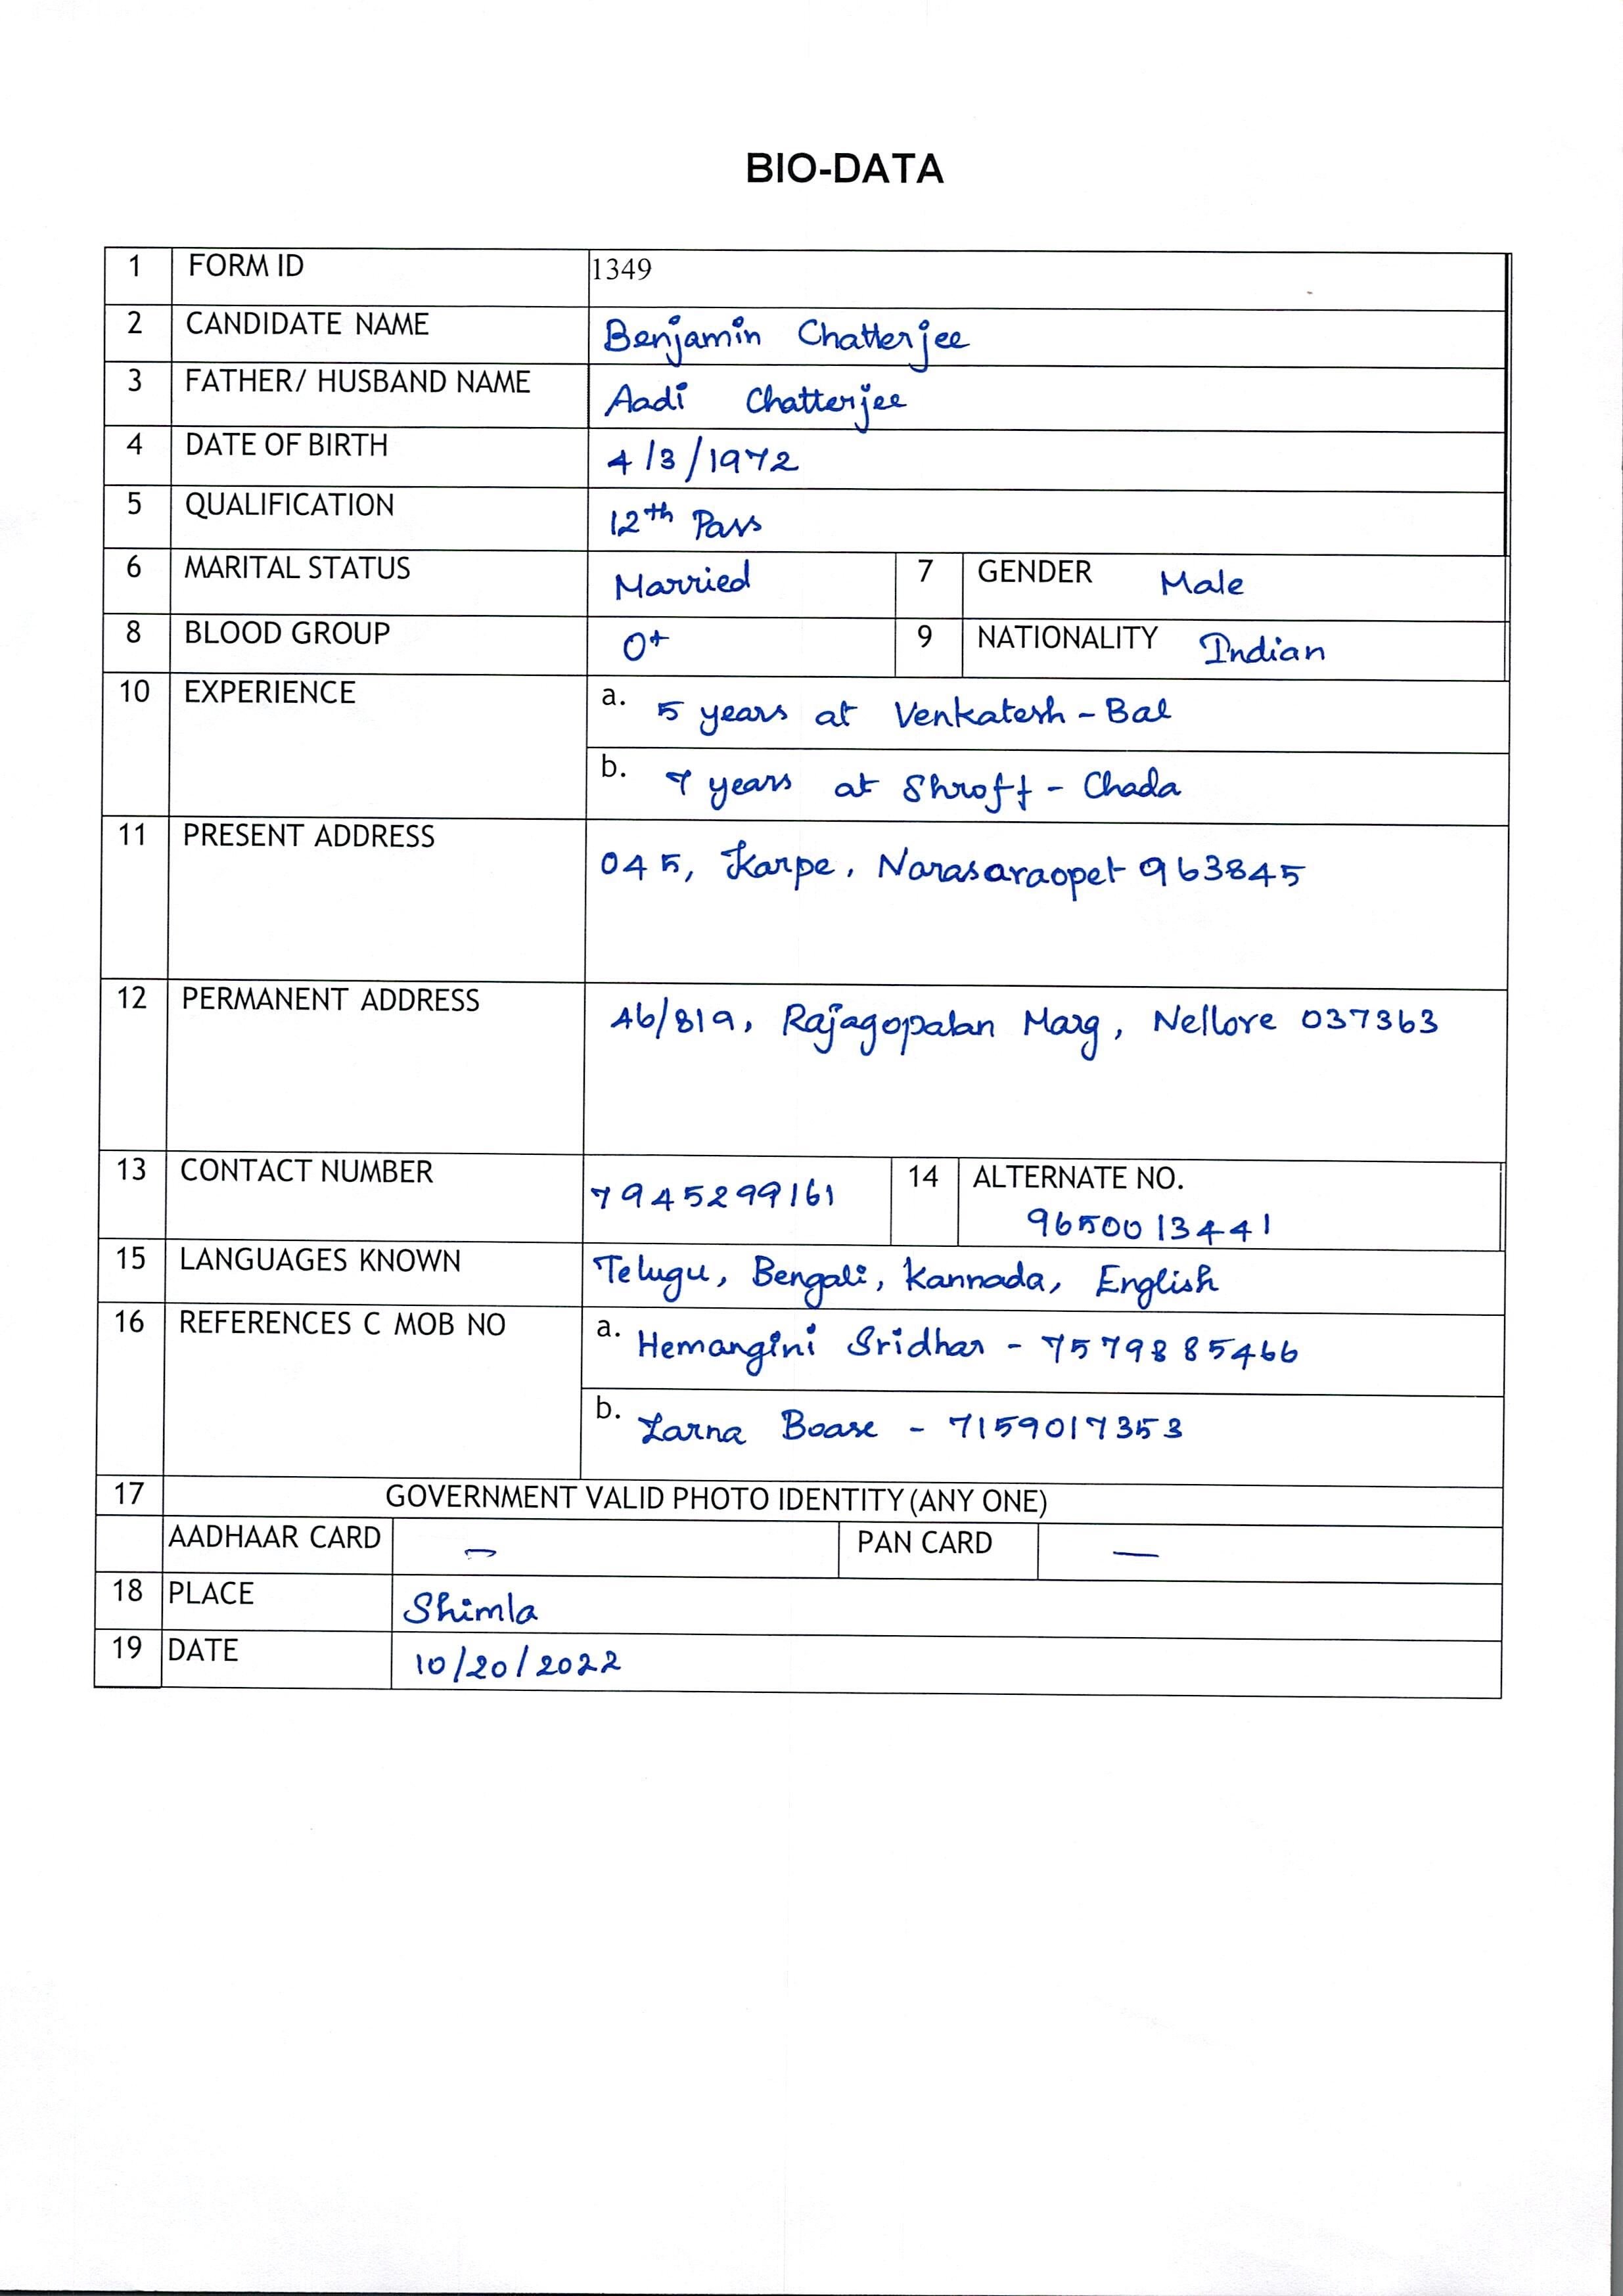 BIO-DATA
1 FORM ID 1349
2 CANDIDATE NAME Benjamin Chatterjee
3 FATHER/ HUSBAND NAME Aadi Chatterjee
4 DATE OF BIRTH 4/3/1972
5 QUALIFICATION 12th Pass
6 MARITAL STATUS Married 7 GENDER Male
8 BLOOD GROUP O+ 9 NATIONALITY Indian
10 EXPERIENCE a. 5 years at Venkatesh - Bal
b. 7 years at Shroff - Chada
11 PRESENT ADDRESS
045, Karpe, Narasaraopet 963845
12 PERMANENT ADDRESS
46/819, Rajagopalan Marg, Nellore 037363
13 CONTACT NUMBER 7945299161 14 ALTERNATE NO.
9650013441
15 LANGUAGES KNOWN Telugu, Bengali, Kannada, English
16 REFERENCES C MOB NO a. Hemangini Sridhar - 7579885466
b. Zarna Boase - 7159017353
17 GOVERNMENT VALID PHOTO IDENTITY (ANY ONE)
AADHAAR CARD — PAN CARD —
18 PLACE Shimla
19 DATE 10/20/2022